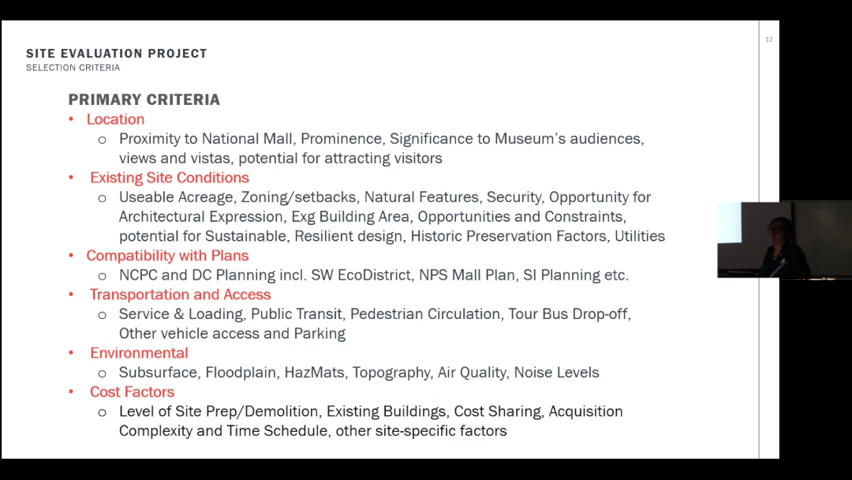 12
SITE EVALUATION PROJECT
SELECTION CRITERIA
PRIMARY CRITERIA
• Location
o Proximity to National Mall, Prominence, Significance to Museum's audiences,
views and vistas, potential for attracting visitors
• Existing Site Conditions
o Useable Acreage, Zoning/setbacks, Natural Features, Security, Opportunity for
Architectural Expression, Exg Building Area, Opportunities and Constraints,
potential for Sustainable, Resilient design, Historic Preservation Factors, Utilities
• Compatibility with Plans
o NCPC and DC Planning incl. SW EcoDistrict, NPS Mall Plan, SI Planning etc.
• Transportation and Access
o Service & Loading, Public Transit, Pedestrian Circulation, Tour Bus Drop-off,
Other vehicle access and Parking
• Environmental
o Subsurface, Floodplain, HazMats, Topography, Air Quality, Noise Levels
• Cost Factors
o Level of Site Prep/Demolition, Existing Buildings, Cost Sharing, Acquisition
Complexity and Time Schedule, other site-specific factors